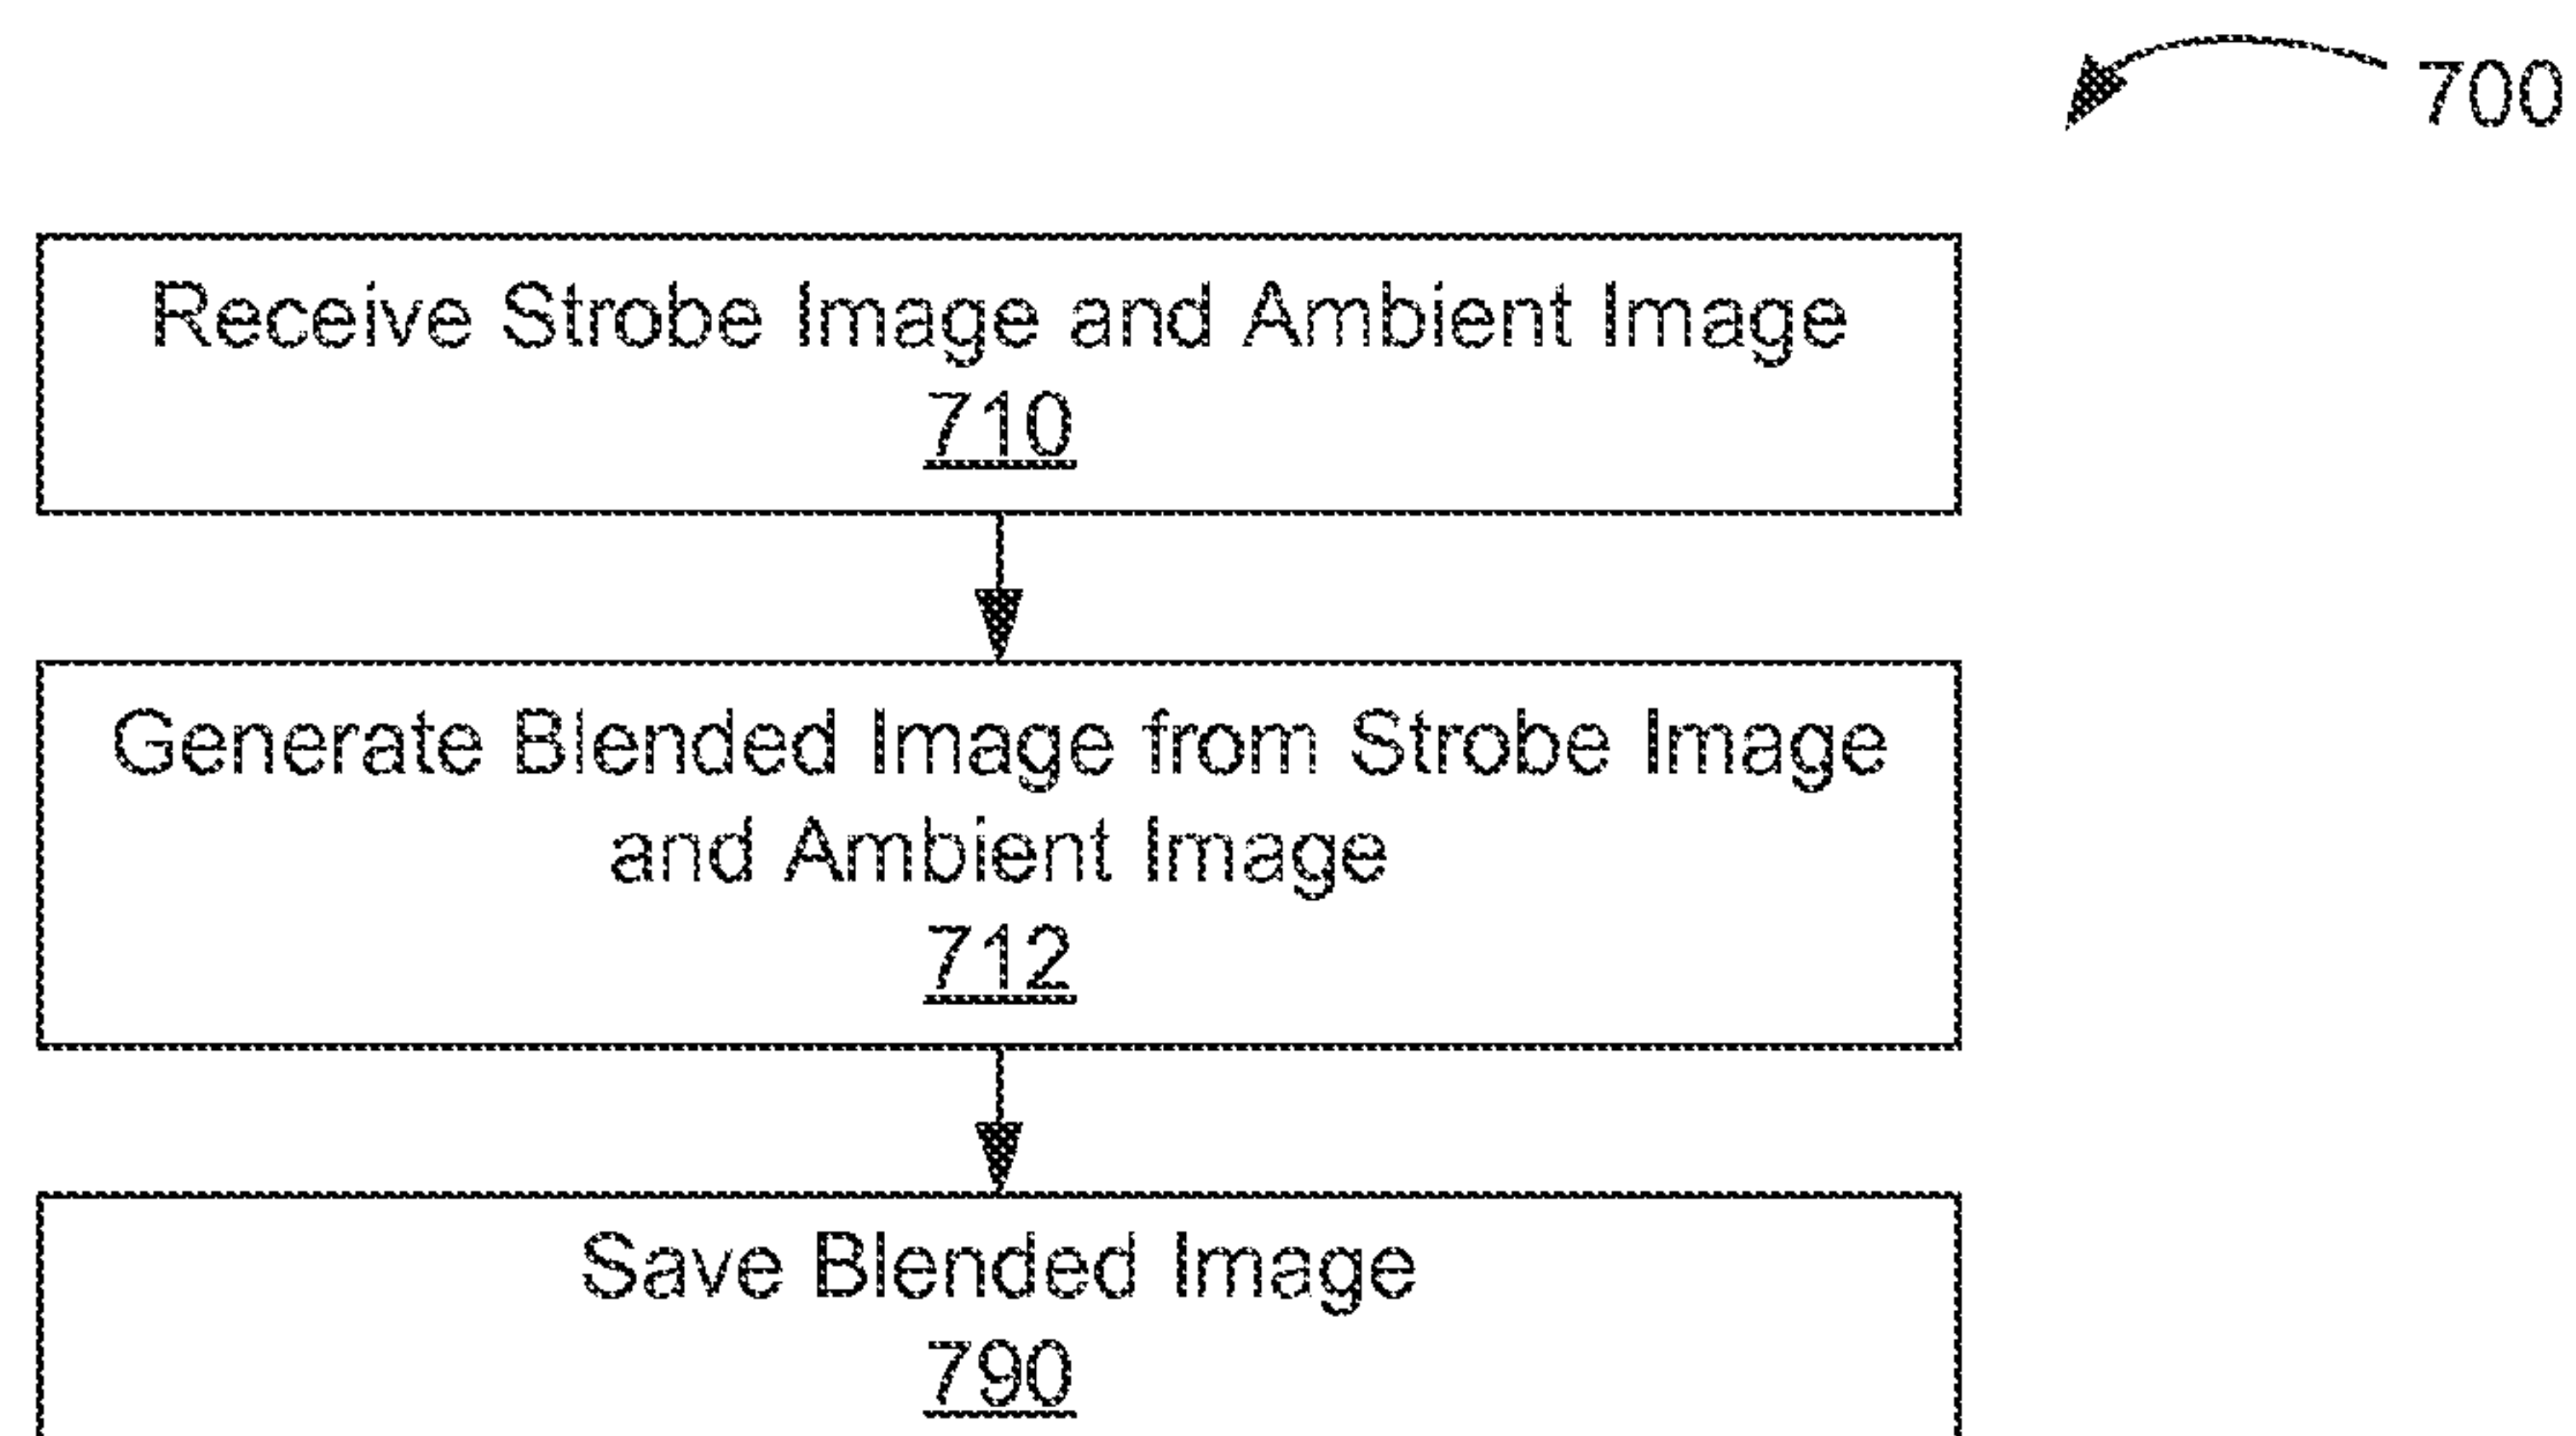 700
Receive Strobe Image and Ambient Image
710
Generate Blended Image from Strobe Image
and Ambient Image
712
Save Blended Image
790